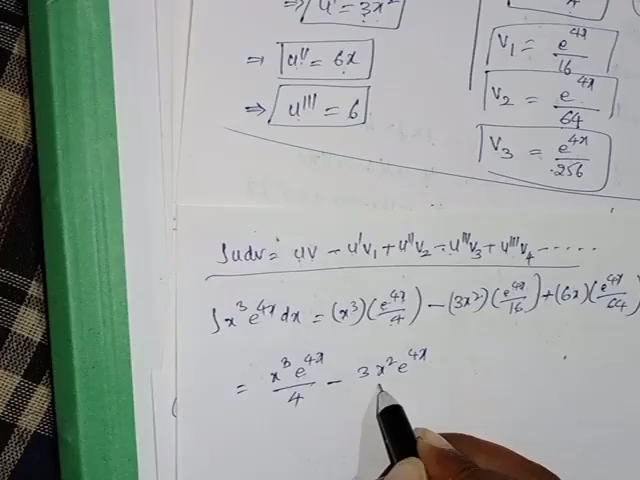 ⇒ u' = 3x²
⇒ u'' = 6x
⇒ u''' = 6
V₁ = e^4x/16
V₂ = e^4x/64
V₃ = e^4x/256
∫udv = uv - u'v₁ + u''v₂ - u'''v₃ + u''''v₄ - .....
∫x³e^4x dx = (x³)(e^4x/4) - (3x²)(e^4x/16) + (6x)(e^4x/64)
= x³e^4x/4 - 3x²e^4x